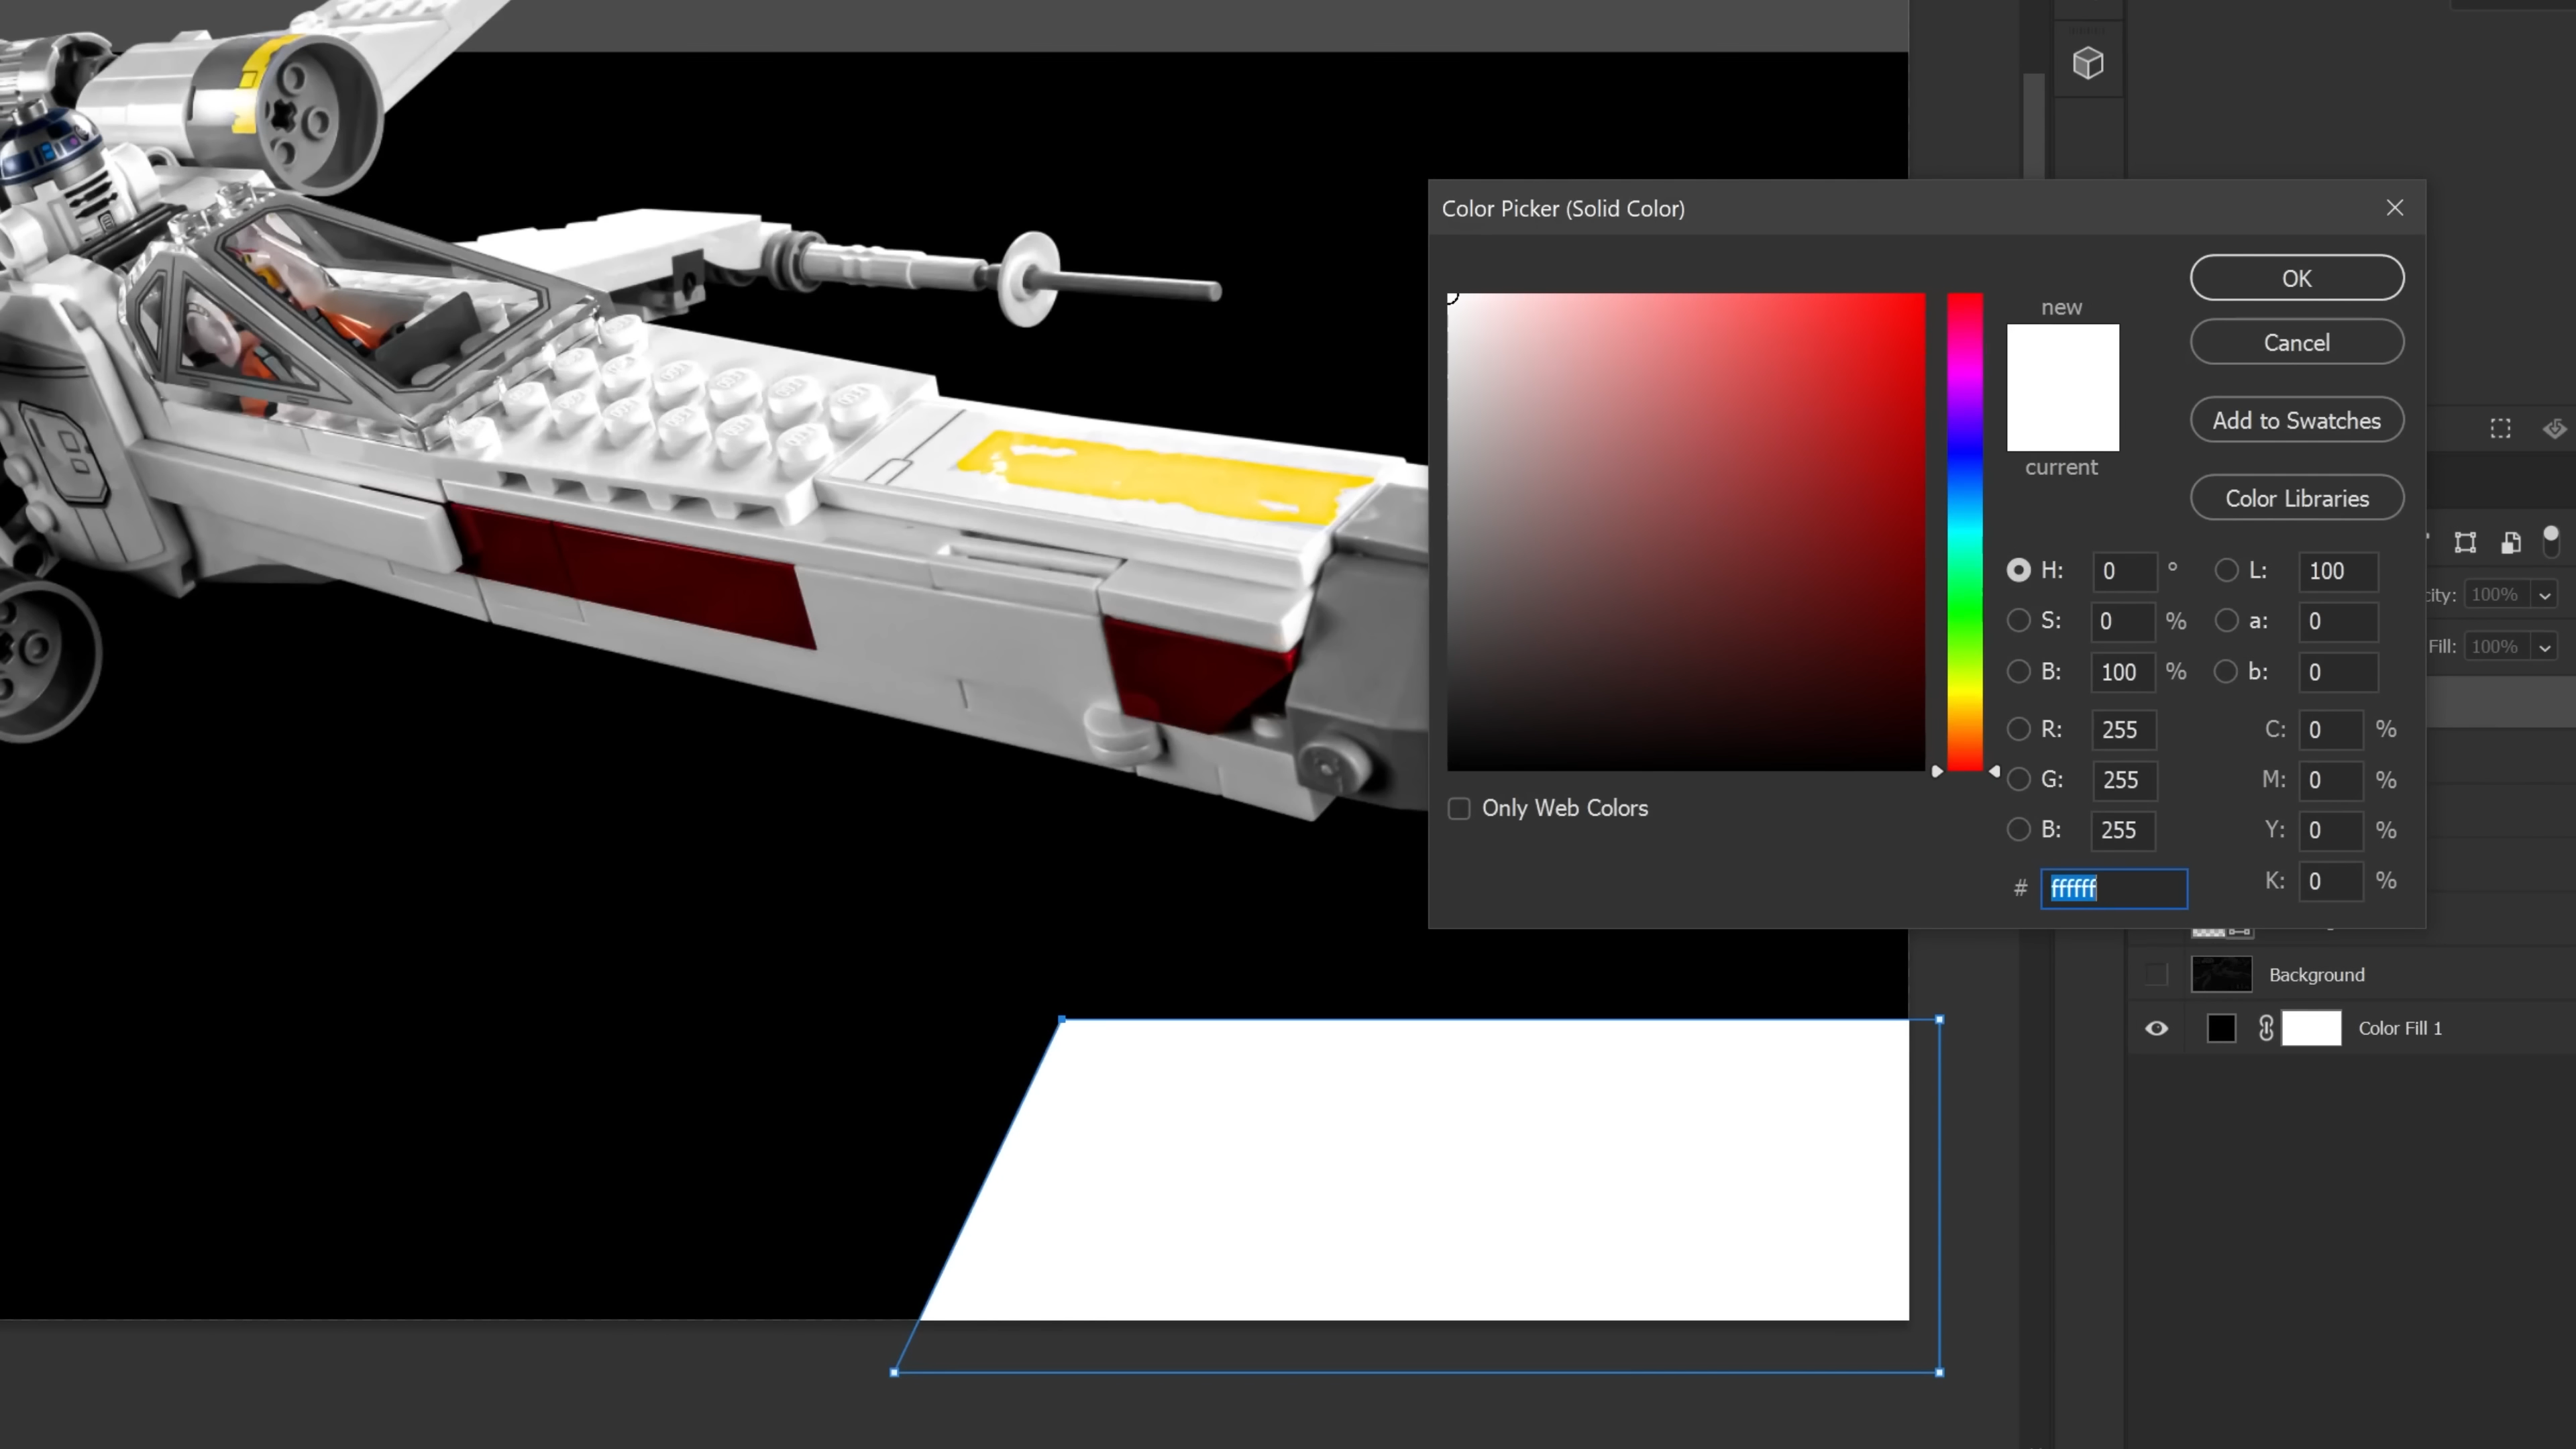 Color Picker (Solid Color)
OK
new
Cancel
Add to Swatches
current
Color Libraries
H: 0 °
L: 100
S: 0 %
a: 0
B: 100 %
b: 0
R: 255
C: 0 %
G: 255
M: 0 %
B: 255
Y: 0 %
# ffffff
K: 0 %
Only Web Colors
city: 100%
Fill: 100%
Background
Color Fill 1